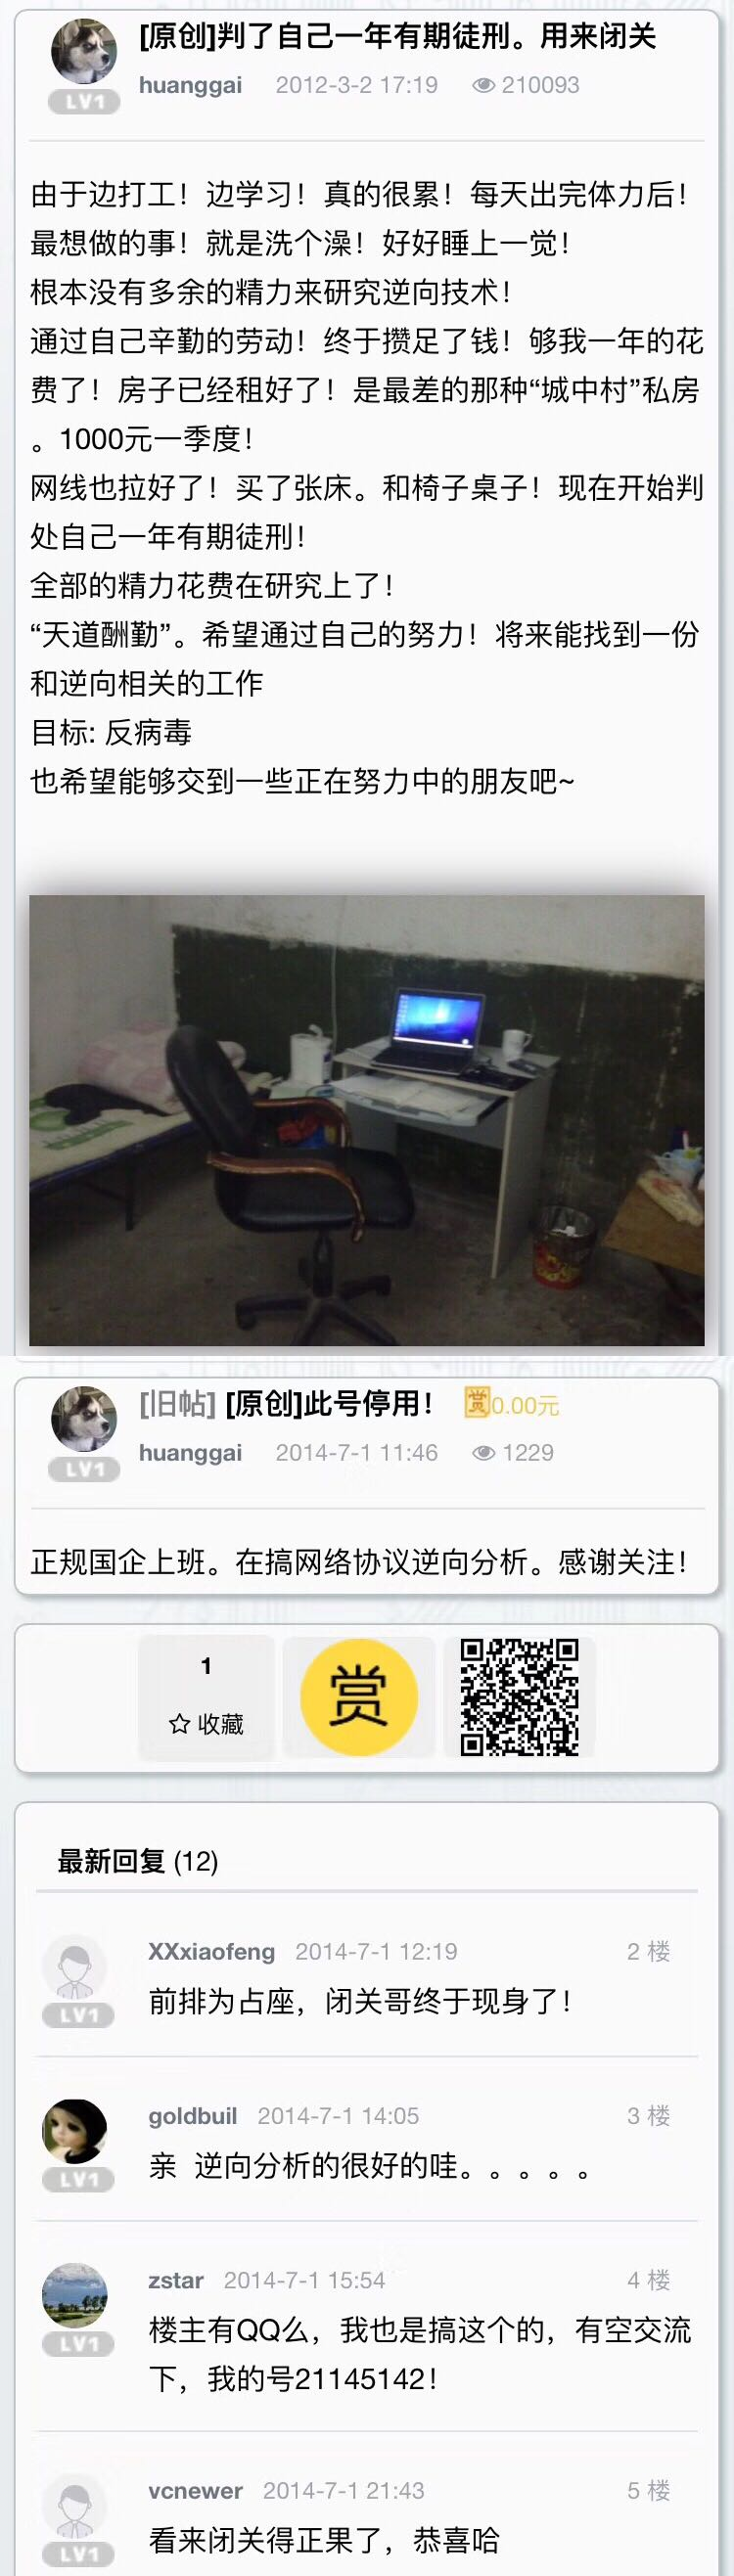 [原创]判了自己一年有期徒刑。用来闭关
huanggai 2012-3-2 17:19 210093
LV1
由于边打工！边学习！真的很累！每天出完体力后！
最想做的事！就是洗个澡！好好睡上一觉！
根本没有多余的精力来研究逆向技术！
通过自己辛勤的劳动！终于攒足了钱！够我一年的花
费了！房子已经租好了！是最差的那种“城中村”私房
。1000元一季度！
网线也拉好了！买了张床。和椅子桌子！现在开始判
处自己一年有期徒刑！
全部的精力花费在研究上了！
“天道酬勤”。希望通过自己的努力！将来能找到一份
和逆向相关的工作
目标: 反病毒
也希望能够交到一些正在努力中的朋友吧~
[旧帖] [原创]此号停用！ 赏0.00元
huanggai 2014-7-1 11:46 1229
LV1
正规国企上班。在搞网络协议逆向分析。感谢关注！
1
收藏
赏
最新回复 (12)
XXxiaofeng 2014-7-1 12:19 2 楼
LV1
前排为占座，闭关哥终于现身了！
goldbuil 2014-7-1 14:05 3 楼
LV1
亲 逆向分析的很好的哇。。。。。
zstar 2014-7-1 15:54 4 楼
LV1
楼主有QQ么，我也是搞这个的，有空交流
下，我的号21145142！
vcnewer 2014-7-1 21:43 5 楼
LV1
看来闭关得正果了，恭喜哈